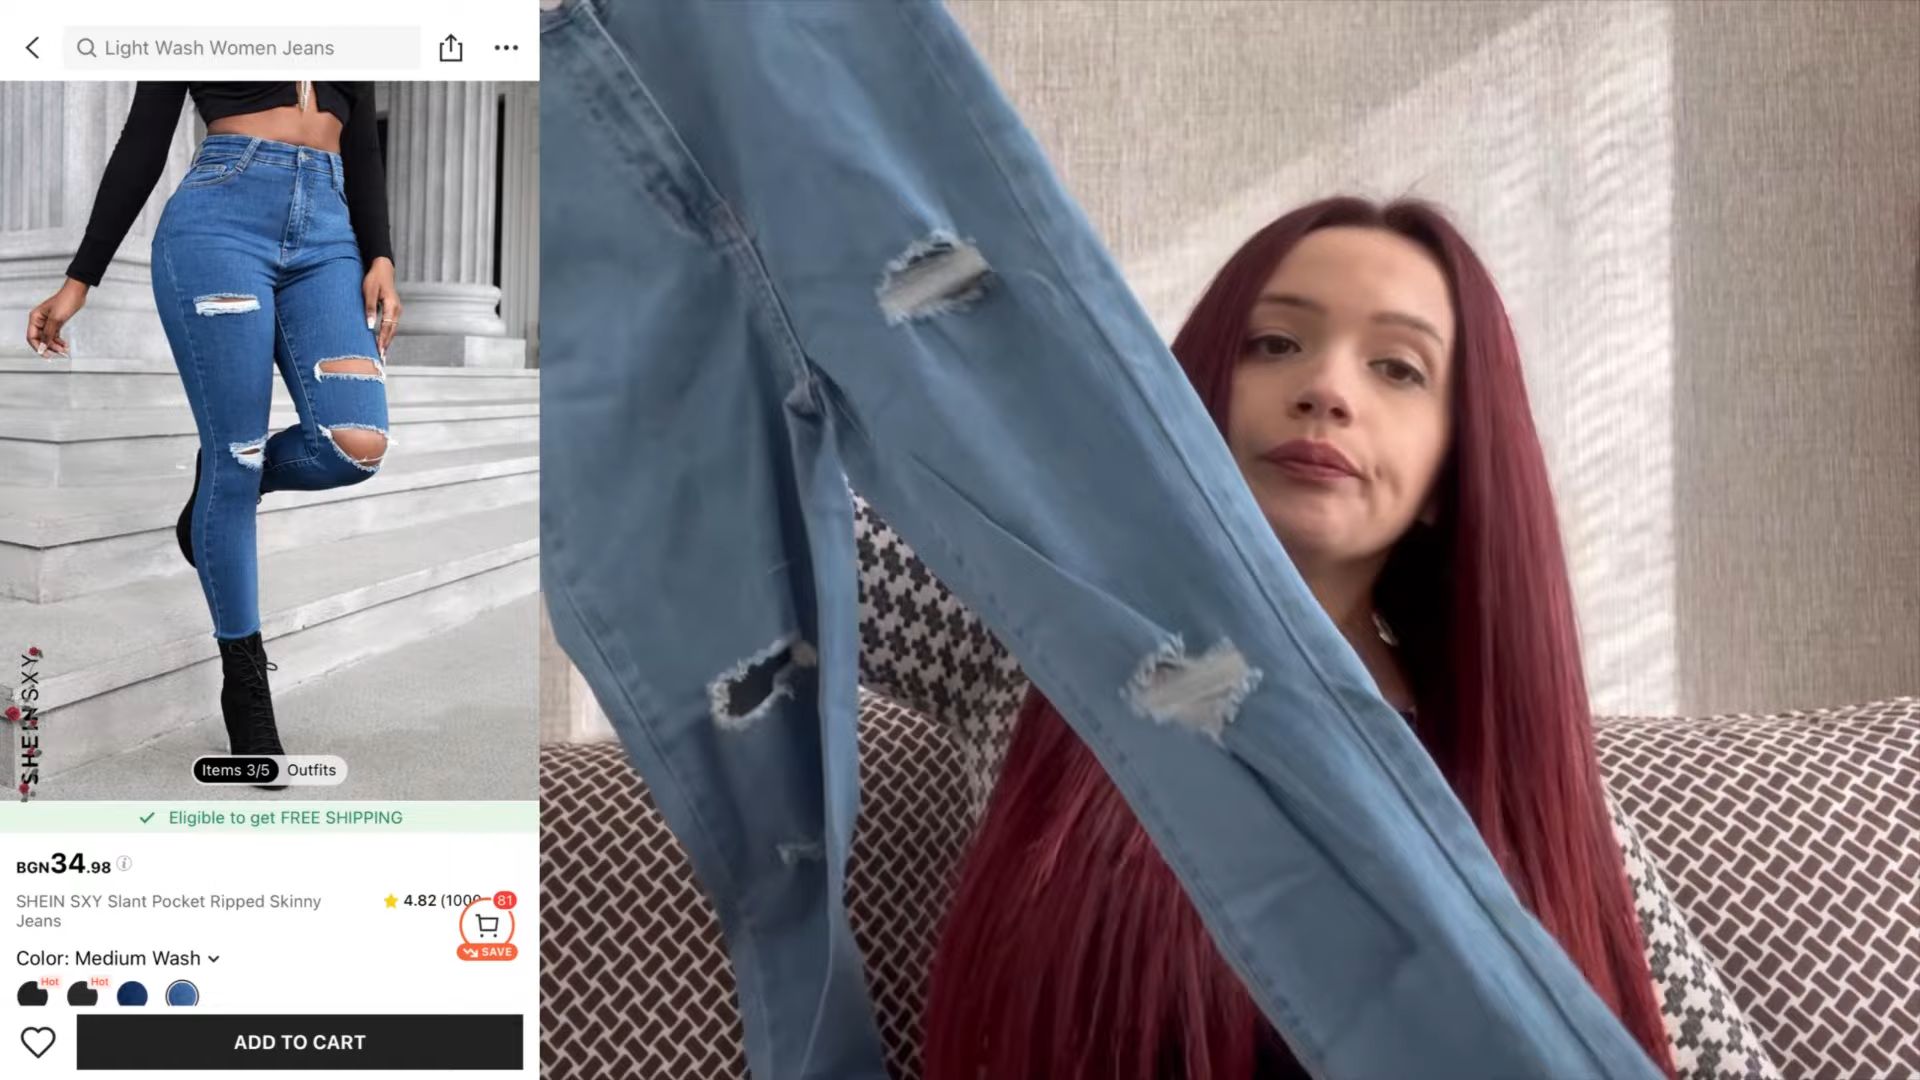 Light Wash Women Jeans
SHEIN SXY
Items 3/5 Outfits
Eligible to get FREE SHIPPING
BGN34.98
SHEIN SXY Slant Pocket Ripped Skinny
Jeans
4.82 (100
81
SAVE
Color: Medium Wash
Hot
Hot
ADD TO CART